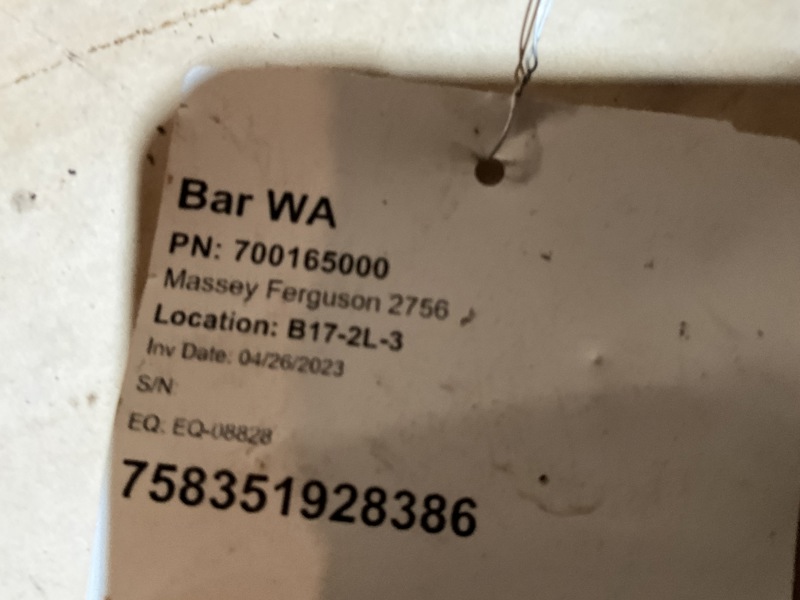 Bar WA
PN: 700165000
Massey Ferguson 2756
Location: B17-2L-3
Inv Date: 04/26/2023
S/N:
EQ: EQ-08828
758351928386